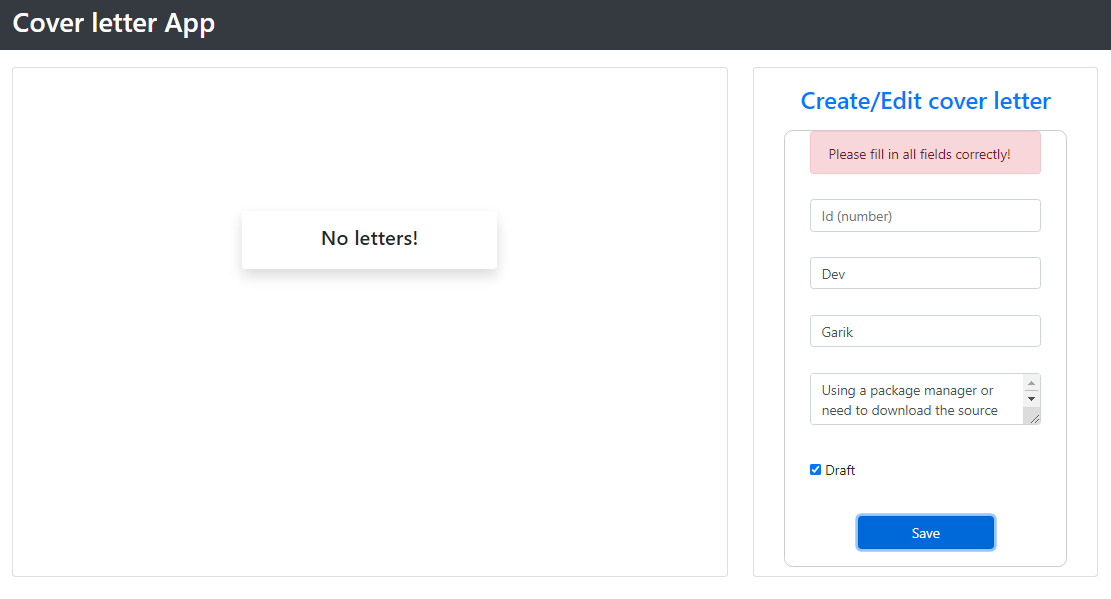 Cover letter App
No letters!
Create/Edit cover letter
Please fill in all fields correctly!
Id (number)
Dev
Garik
Using a package manager or
need to download the source
Draft
Save